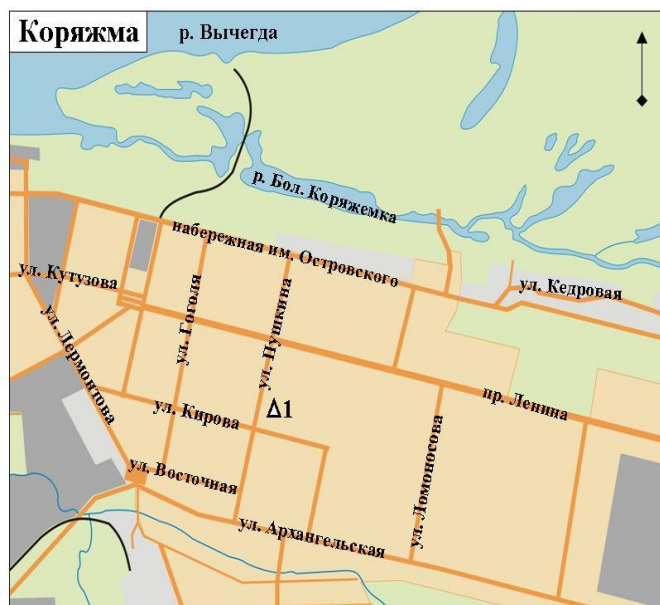 Коряжма
р. Вычегда
р. Бол. Коряжемка
набережная им. Островского
ул. Кедровая
ул. Кутузова
ул. Гоголя
ул. Пушкина
ул. Лермонтова
пр. Ленина
Δ1
ул. Кирова
ул. Ломоносова
ул. Восточная
ул. Архангельская